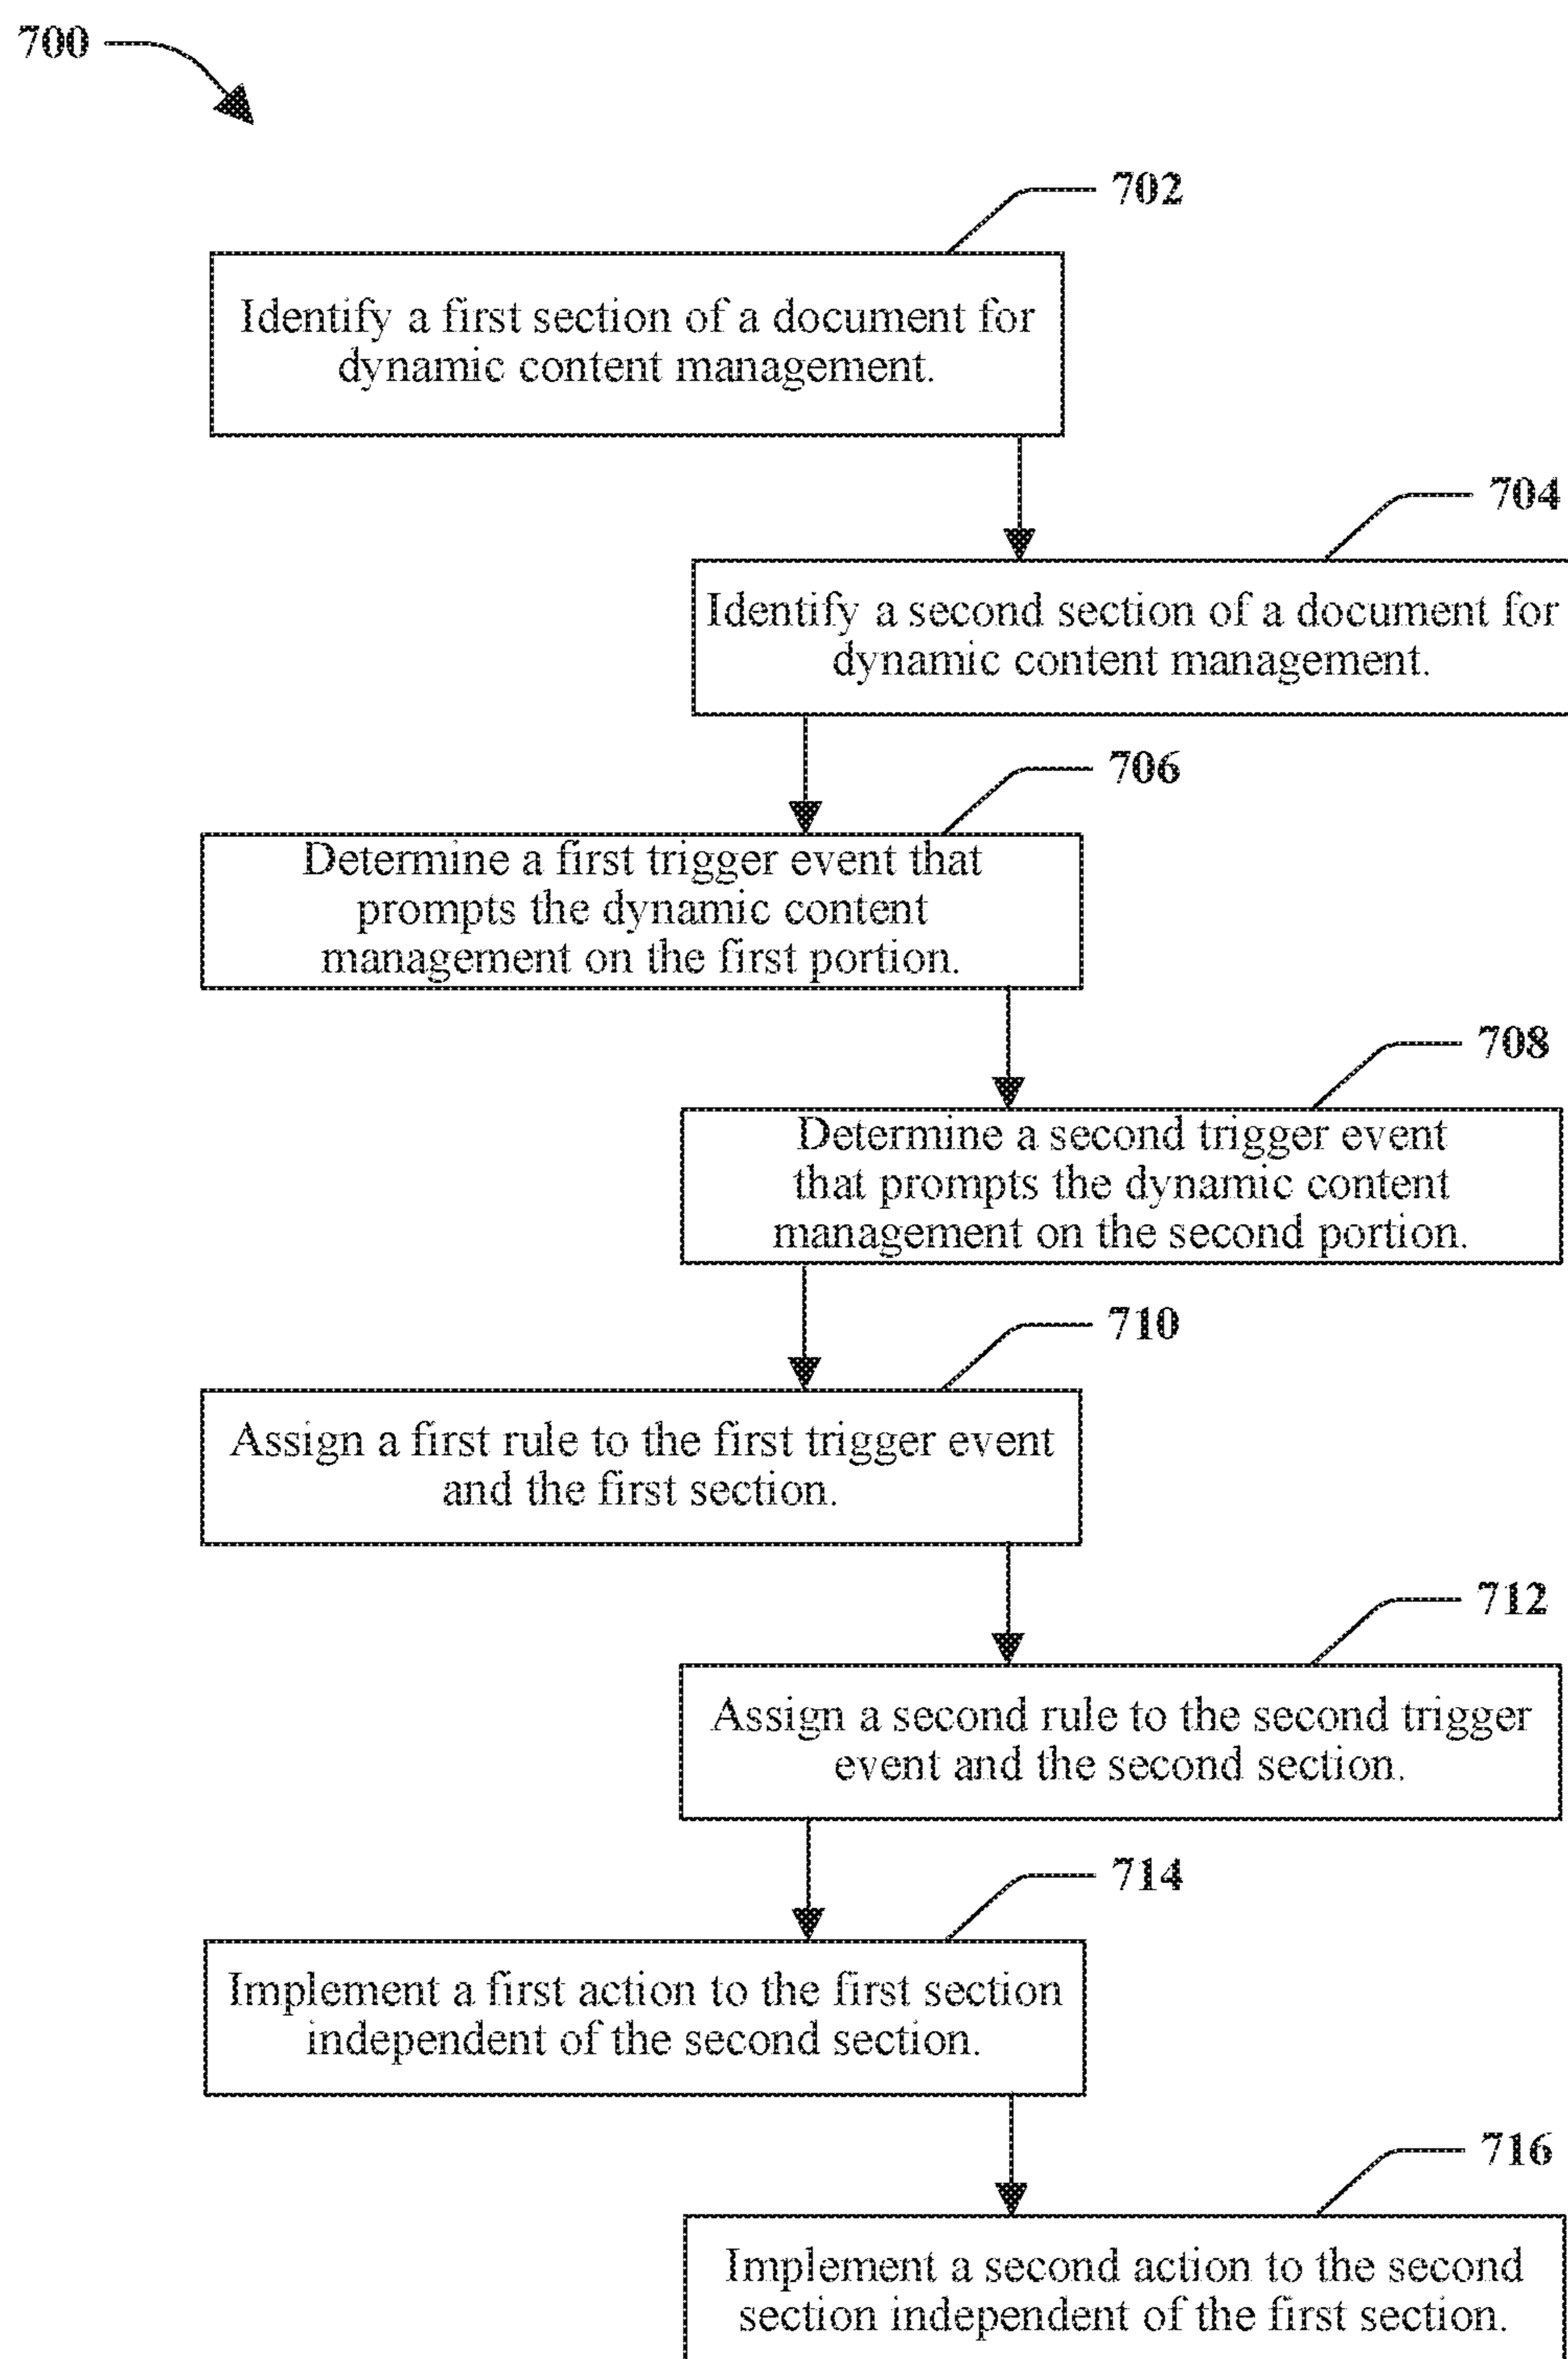 700
702
Identify a first section of a document for
dynamic content management.
704
Identify a second section of a document for
dynamic content management.
706
Determine a first trigger event that
prompts the dynamic content
management on the first portion.
708
Determine a second trigger event
that prompts the dynamic content
management on the second portion.
710
Assign a first rule to the first trigger event
and the first section.
712
Assign a second rule to the second trigger
event and the second section.
714
Implement a first action to the first section
independent of the second section.
716
Implement a second action to the second
section independent of the first section.